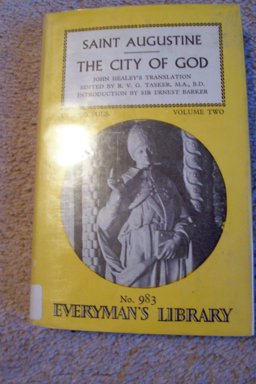 SAINT AUGUSTINE
THE CITY OF GOD
JOHN HEALEY'S TRANSLATION
EDITED BY R. V. G. TASKER, M.A., B.D.
INTRODUCTION BY SIR ERNEST BARKER
VOLS. VOLUME TWO
No. 983
EVERYMAN'S LIBRARY